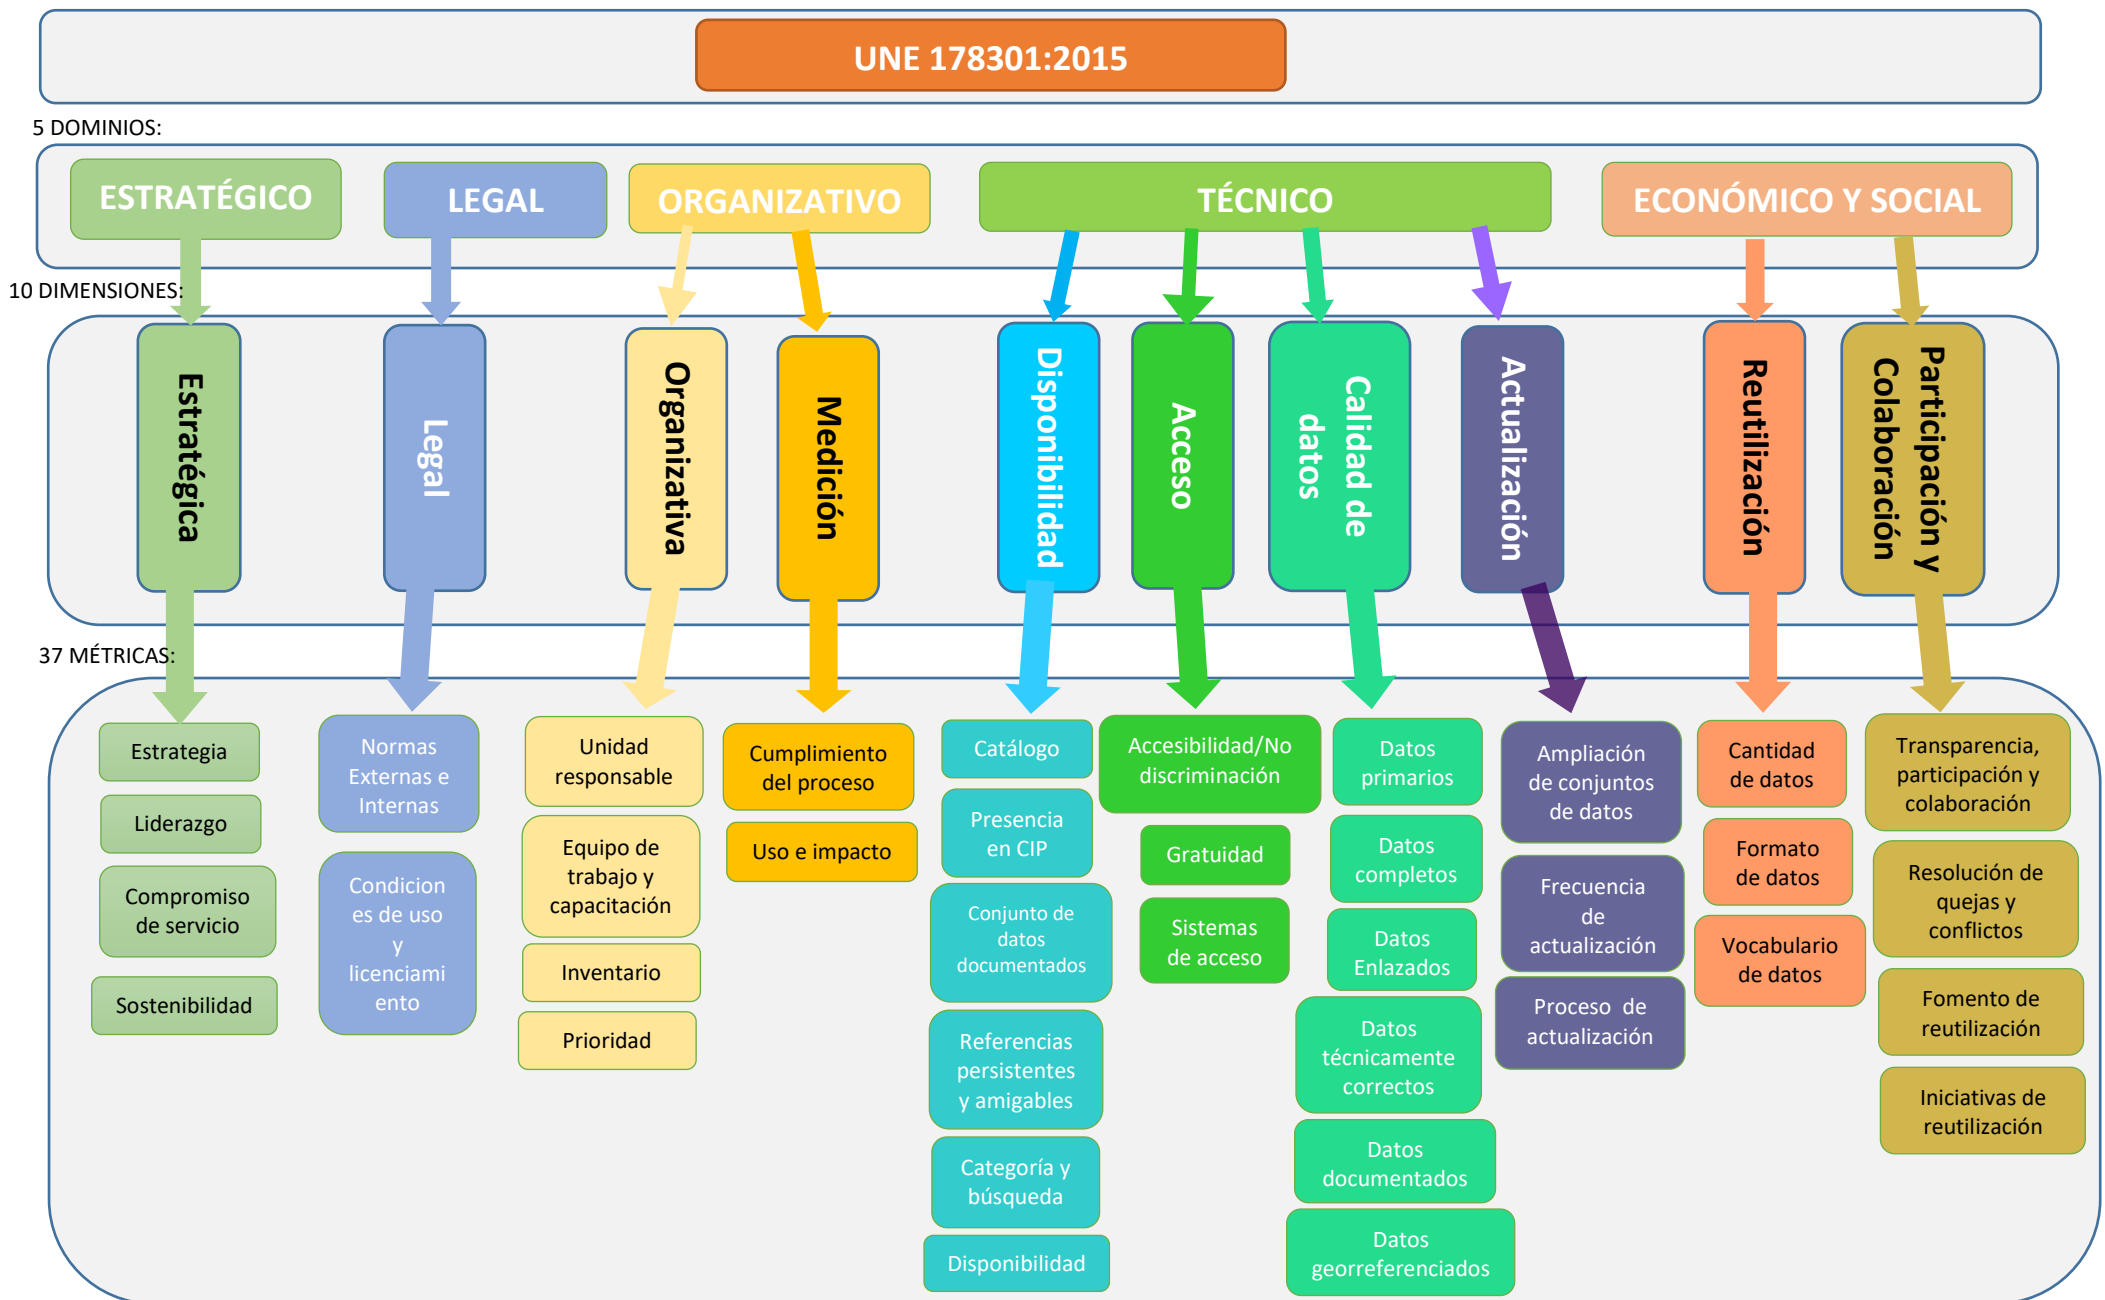 UNE 178301:2015
5 DOMINIOS:
ESTRATÉGICO
LEGAL
ORGANIZATIVO
TÉCNICO
ECONÓMICO Y SOCIAL
10 DIMENSIONES:
Estratégica
Legal
Organizativa
Medición
Disponibilidad
Acceso
Calidad de
datos
Actualización
Reutilización
Participación y
Colaboración
37 MÉTRICAS:
Estrategia
Liderazgo
Compromiso
de servicio
Sostenibilidad
Normas
Externas e
Internas
Condicion
es de uso
y
licenciami
ento
Unidad
responsable
Equipo de
trabajo y
capacitación
Inventario
Prioridad
Cumplimiento
del proceso
Uso e impacto
Catálogo
Presencia
en CIP
Conjunto de
datos
documentados
Referencias
persistentes
y amigables
Categoría y
búsqueda
Disponibilidad
Accesibilidad/No
discriminación
Gratuidad
Sistemas
de acceso
Datos
primarios
Datos
completos
Datos
Enlazados
Datos
técnicamente
correctos
Datos
documentados
Datos
georreferenciados
Ampliación
de conjuntos
de datos
Frecuencia
de
actualización
Proceso  de
actualización
Cantidad
de datos
Formato
de datos
Vocabulario
de datos
Transparencia,
participación y
colaboración
Resolución de
quejas y
conflictos
Fomento de
reutilización
Iniciativas de
reutilización